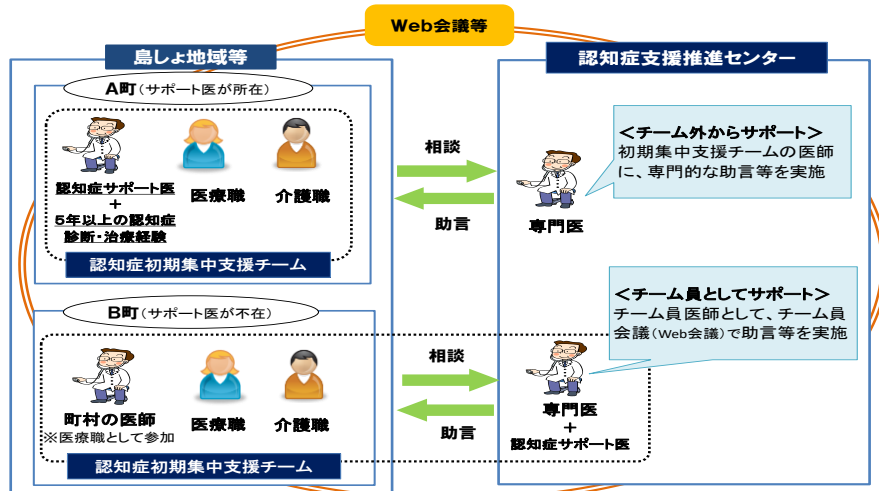 Web会議等
島しょ地域等
A町(サポート医が所在)
認知症サポート医
+
5年以上の認知症
診断・治療経験
医療職
介護職
認知症初期集中支援チーム
相談
助言
認知症支援推進センター
専門医
<チーム外からサポート>
初期集中支援チームの医師
に、専門的な助言等を実施
B町(サポート医が不在)
町村の医師
※医療職として参加
医療職
介護職
認知症初期集中支援チーム
相談
助言
専門医
+
認知症サポート医
<チーム員としてサポート>
チーム員医師として、チーム員
会議(Web会議)で助言等を実施